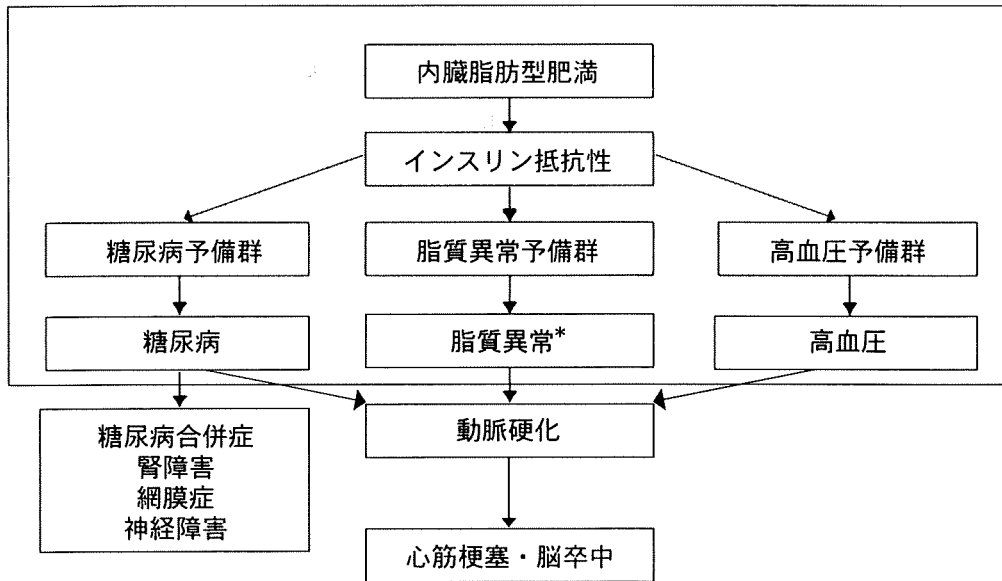 内臓脂肪型肥満
インスリン抵抗性
糖尿病予備群
脂質異常予備群
高血圧予備群
糖尿病
脂質異常*
高血圧
糖尿病合併症
腎障害
網膜症
神経障害
動脈硬化
心筋梗塞・脳卒中